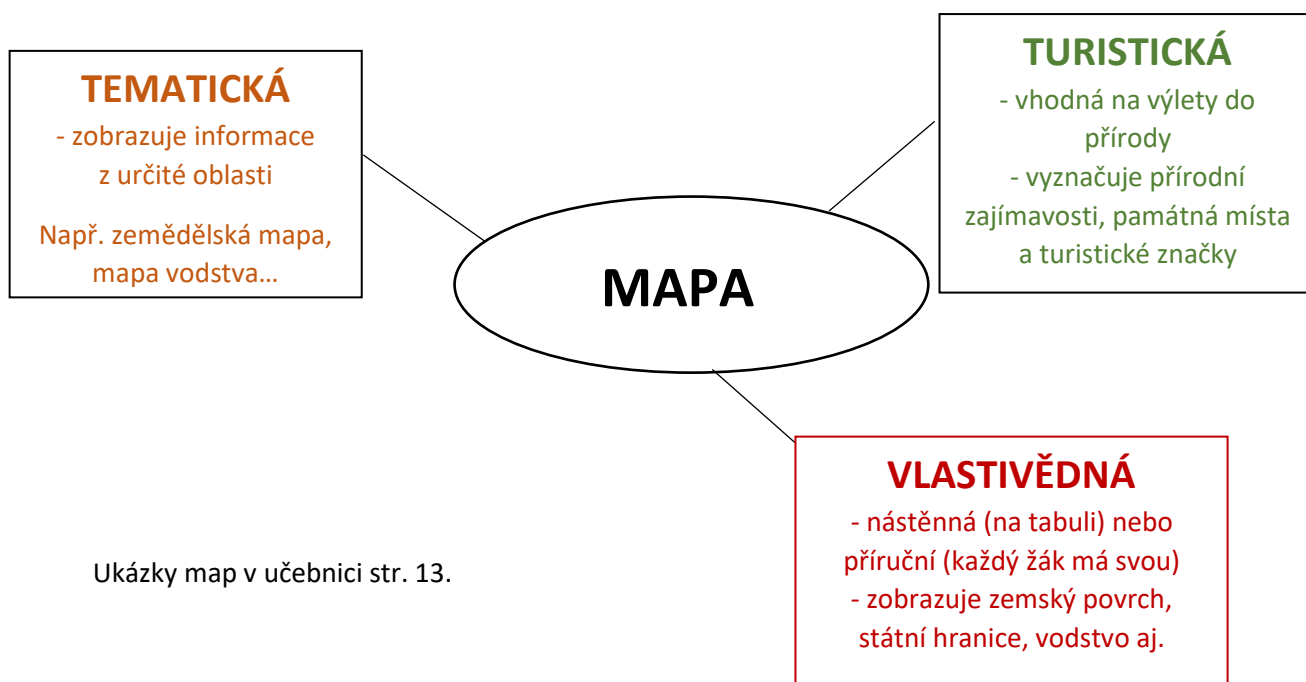 TEMATICKÁ
- zobrazuje informace
z určité oblasti
Např. zemědělská mapa,
mapa vodstva…
TURISTICKÁ
- vhodná na výlety do
přírody
- vyznačuje přírodní
zajímavosti, památná místa
a turistické značky
MAPA
VLASTIVĚDNÁ
- nástěnná (na tabuli) nebo
příruční (každý žák má svou)
- zobrazuje zemský povrch,
státní hranice, vodstvo aj.
Ukázky map v učebnici str. 13.